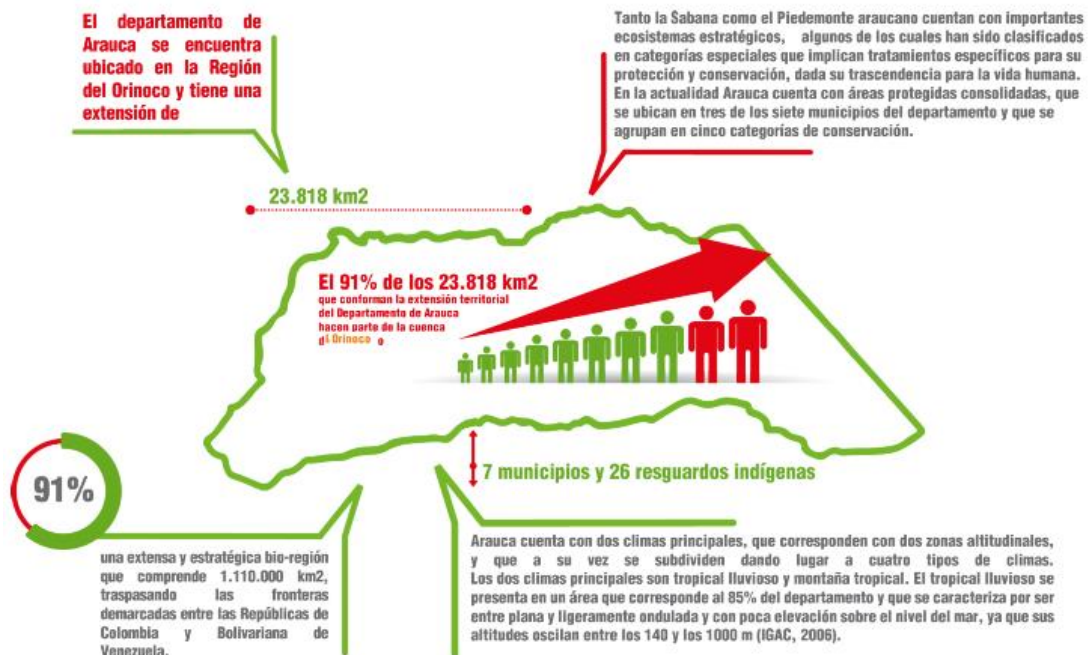 El departamento de
Arauca se encuentra
ubicado en la Región
del Orinoco y tiene una
extensión de
23.818 km2
Tanto la Sabana como el Piedemonte araucano cuentan con importantes
ecosistemas estratégicos, algunos de los cuales han sido clasificados
en categorías especiales que implican tratamientos específicos para su
protección y conservación, dada su trascendencia para la vida humana.
En la actualidad Arauca cuenta con áreas protegidas consolidadas, que
se ubican en tres de los siete municipios del departamento y que se
agrupan en cinco categorías de conservación.
El 91% de los 23.818 km2
que conforman la extensión territorial
del Departamento de Arauca
hacen parte de la cuenca
Orinoco
7 municipios y 26 resguardos indígenas
91%
una extensa y estratégica bio-región
que comprende 1.110.000 km2,
traspasando las fronteras
demarcadas entre las Repúblicas de
Colombia y Bolivariana de
Venezuela.
Arauca cuenta con dos climas principales, que corresponden con dos zonas altitudinales,
y que a su vez se subdividen dando lugar a cuatro tipos de climas.
Los dos climas principales son tropical lluvioso y montaña tropical. El tropical lluvioso se
presenta en un área que corresponde al 85% del departamento y que se caracteriza por ser
entre plana y ligeramente ondulada y con poca elevación sobre el nivel del mar, ya que sus
altitudes oscilan entre los 140 y los 1000 m (IGAC, 2006).